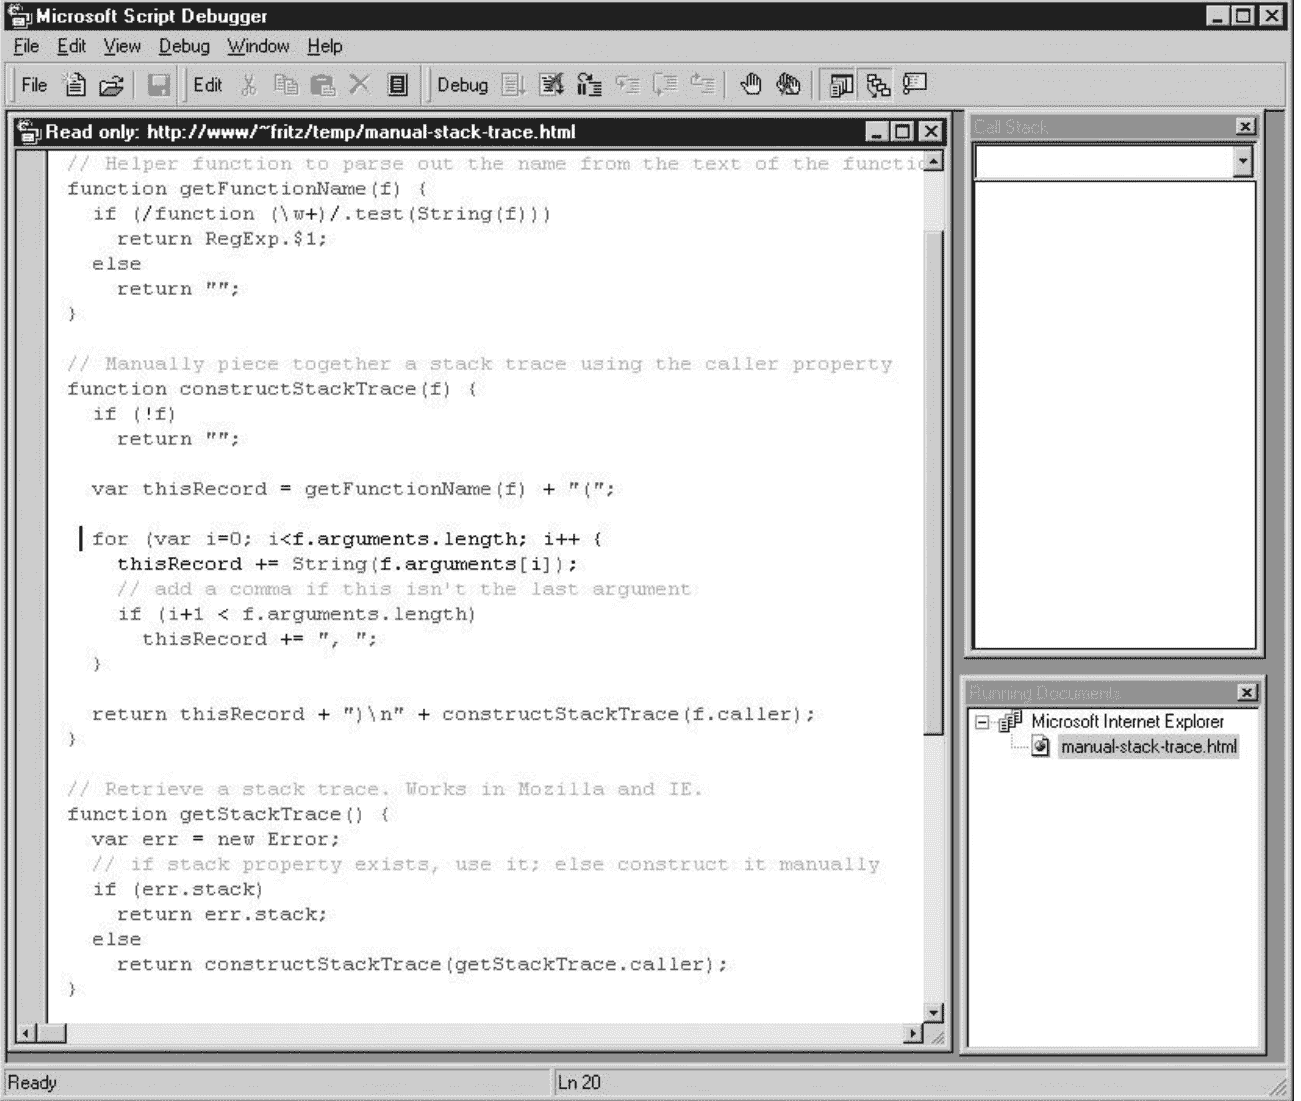 Microsoft Script Debugger
File Edit View Debug Window Help
File Edit Debug
Read only: http://www/~fritz/temp/manual-stack-trace.html
// Helper function to parse out the name from the text of the functio
function getFunctionName(f) {
if (/function (\w+)/.test(String(f)))
return RegExp.$1;
else
return "";
}
// Manually piece together a stack trace using the caller property
function constructStackTrace(f) {
if (!f)
return "";
var thisRecord = getFunctionName(f) + "(";
for (var i=0; i<f.arguments.length; i++ {
thisRecord += String(f.arguments[i]);
// add a comma if this isn't the last argument
if (i+1 < f.arguments.length)
thisRecord += ", ";
}
return thisRecord + ")\n" + constructStackTrace(f.caller);
}
// Retrieve a stack trace. Works in Mozilla and IE.
function getStackTrace() {
var err = new Error;
// if stack property exists, use it; else construct it manually
if (err.stack)
return err.stack;
else
return constructStackTrace(getStackTrace.caller);
}
Call Stack
Running Documents
Microsoft Internet Explorer
manual-stack-trace.html
Ready
Ln 20